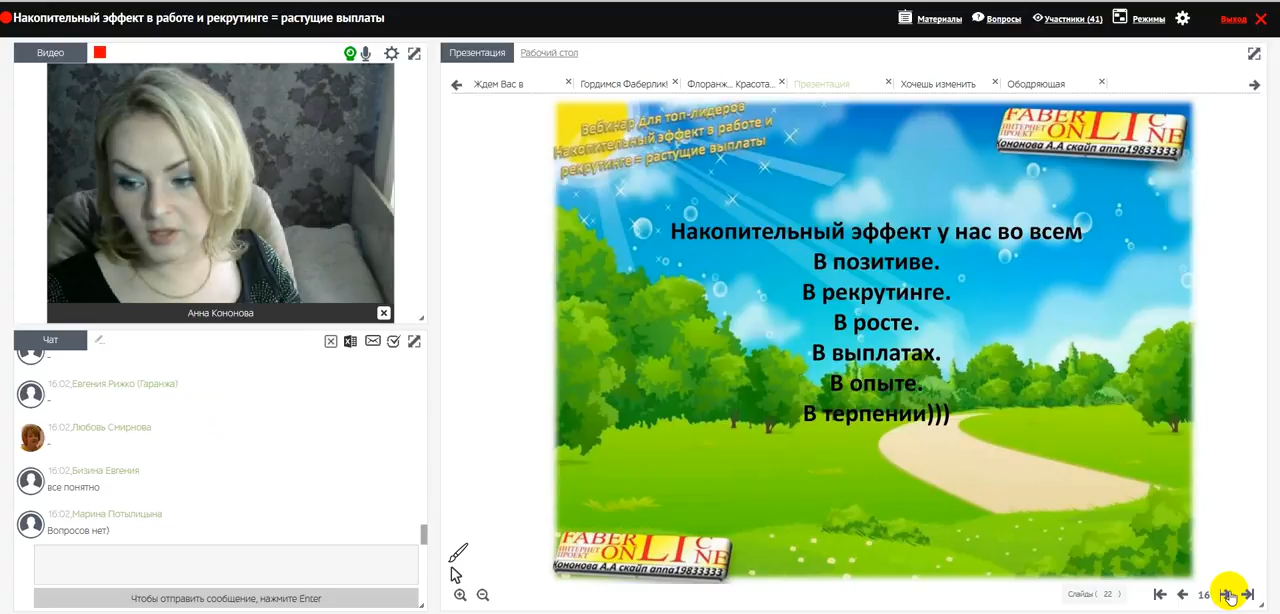 Накопительный эффект в работе и рекрутинге = растущие выплаты
Материалы
Вопросы
Участники (41)
Режимы
Выход
Видео
Анна Кононова
Чат
16:02, Евгения Рижко (Гаранжа)
-
16:02, Любовь Смирнова
-
16:02, Бизина Евгения
все понятно
16:02, Марина Потылицына
Вопросов нет)
Чтобы отправить сообщение, нажмите Enter
Презентация
Рабочий стол
Ждем Вас в
Гордимся Фаберлик!
Флоранж... Красота...
Презентация
Хочешь изменить
Ободряющая
Вебинар для топ-лидеров
Накопительный эффект в работе и
рекрутинге = растущие выплаты
FABERLIC
ИНТЕРНЕТ ПРОЕКТ
ONLINE
Кононова А.А скайп anna19833333
Накопительный эффект у нас во всем
В позитиве.
В рекрутинге.
В росте.
В выплатах.
В опыте.
В терпении)))
FABERLIC
ИНТЕРНЕТ ПРОЕКТ
ONLINE
Кононова А.А скайп anna19833333
Слайды ( 22 )
16